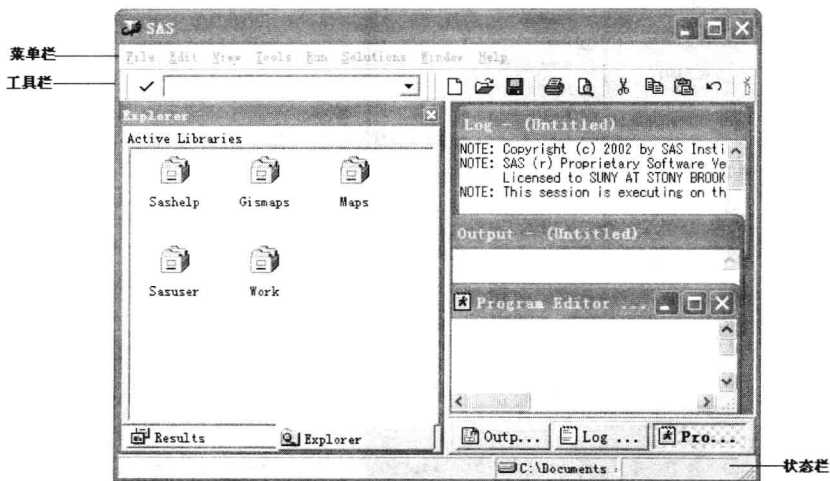 SAS
菜单栏
File Edit View Tools Run Solutions Window Help
工具栏
Explorer
Active Libraries
Sashelp Gismaps Maps
Sasuser Work
Results Explorer
Log - (Untitled)
NOTE: Copyright (c) 2002 by SAS Insti
NOTE: SAS (r) Proprietary Software Ve
Licensed to SUNY AT STONY BROOK
NOTE: This session is executing on th
Output - (Untitled)
Program Editor ...
Outp... Log ... Pro...
C:\Documents
状态栏